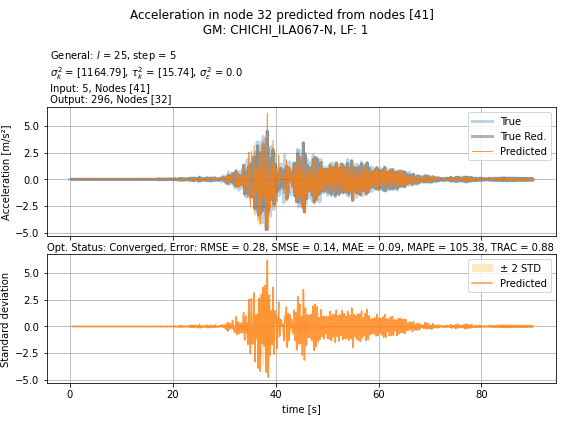 Acceleration in node 32 predicted from nodes [41]
GM: CHICHI_ILA067-N, LF: 1
General: l = 25, step = 5
σ²ₖ = [1164.79], τ²ₖ = [15.74], σ²ε = 0.0
Input: 5, Nodes [41]
Output: 296, Nodes [32]
Acceleration [m/s²]
5.0
2.5
0.0
−2.5
−5.0
True
True Red.
Predicted
Opt. Status: Converged, Error: RMSE = 0.28, SMSE = 0.14, MAE = 0.09, MAPE = 105.38, TRAC = 0.88
Standard deviation
5.0
2.5
0.0
−2.5
−5.0
± 2 STD
Predicted
0 20 40 60 80
time [s]